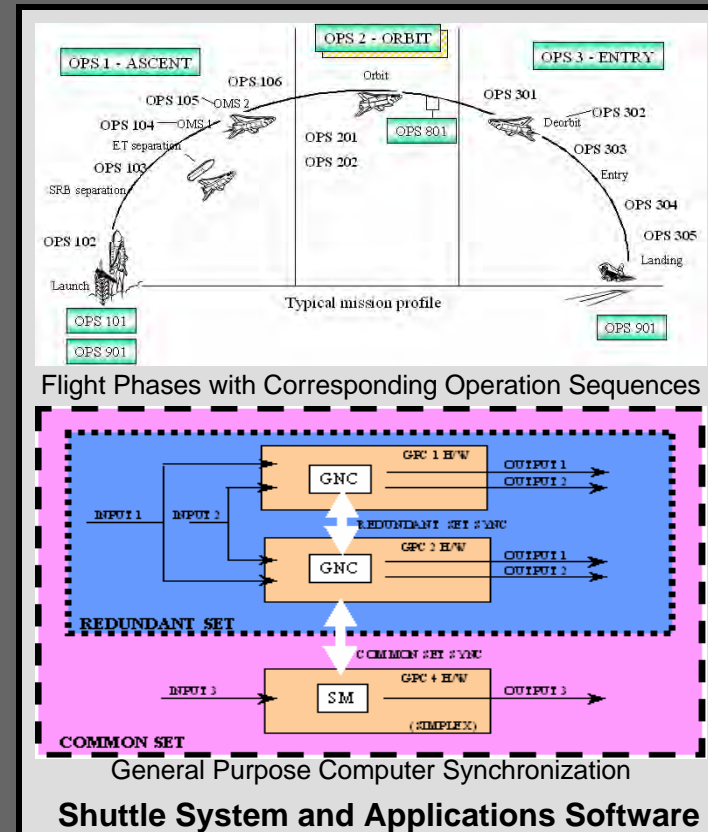 OPS 1 - ASCENT
OPS 2 - ORBIT
OPS 3 - ENTRY
OPS 106
Orbit
OPS 105
OMS 2
OPS 301
OPS 302
Deorbit
OPS 104
OMS 1
ET separation
OPS 201
OPS 801
OPS 303
OPS 103
OPS 202
Entry
SRB separation
OPS 304
OPS 102
OPS 305
Landing
Launch
Typical mission profile
OPS 101
OPS 901
OPS 901
Flight Phases with Corresponding Operation Sequences
GPC 1 H/W
GNC
OUTPUT 1
OUTPUT 2
INPUT 1
INPUT 2
REDUNDANT SET SYNC
GPC 2 H/W
GNC
OUTPUT 1
OUTPUT 2
REDUNDANT SET
COMMON SET SYNC
GPC 4 H/W
INPUT 3
SM
OUTPUT 3
(SIMPLEX)
COMMON SET
General Purpose Computer Synchronization
Shuttle System and Applications Software